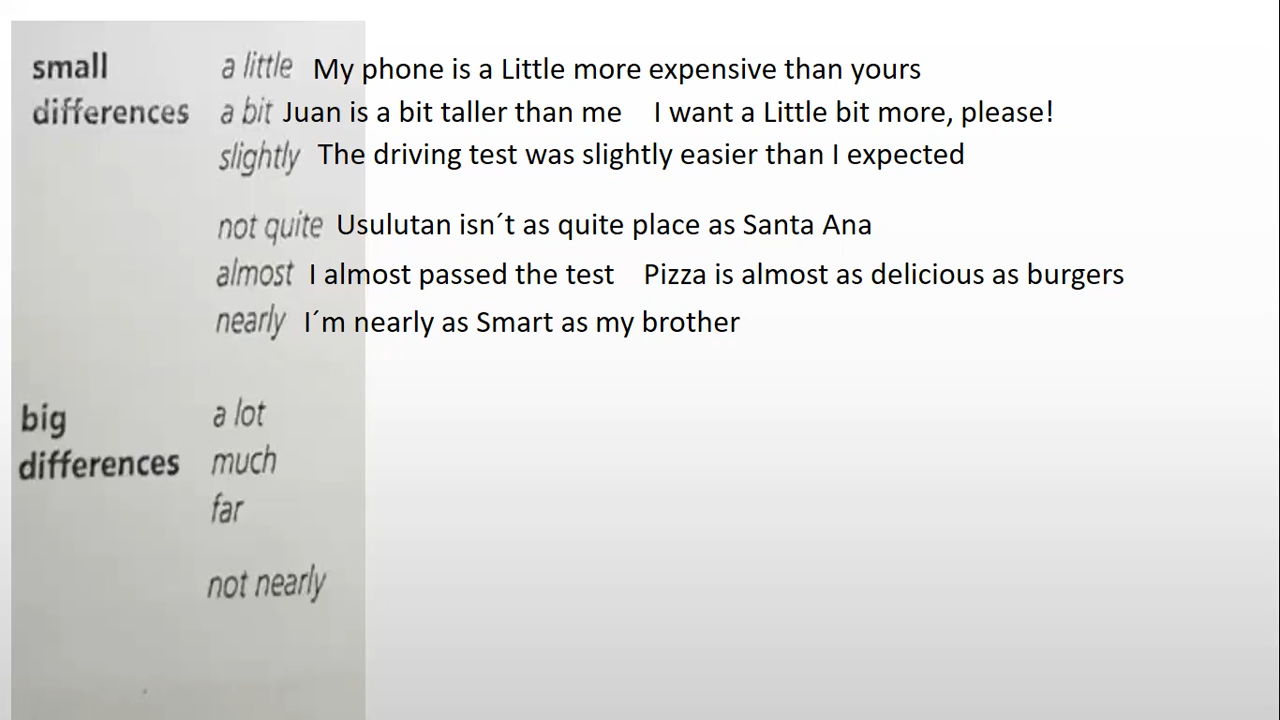 small a little My phone is a Little more expensive than yours
differences a bit Juan is a bit taller than me I want a Little bit more, please!
slightly The driving test was slightly easier than I expected
not quite Usulutan isn´t as quite place as Santa Ana
almost I almost passed the test Pizza is almost as delicious as burgers
nearly I´m nearly as Smart as my brother
big a lot
differences much
far
not nearly